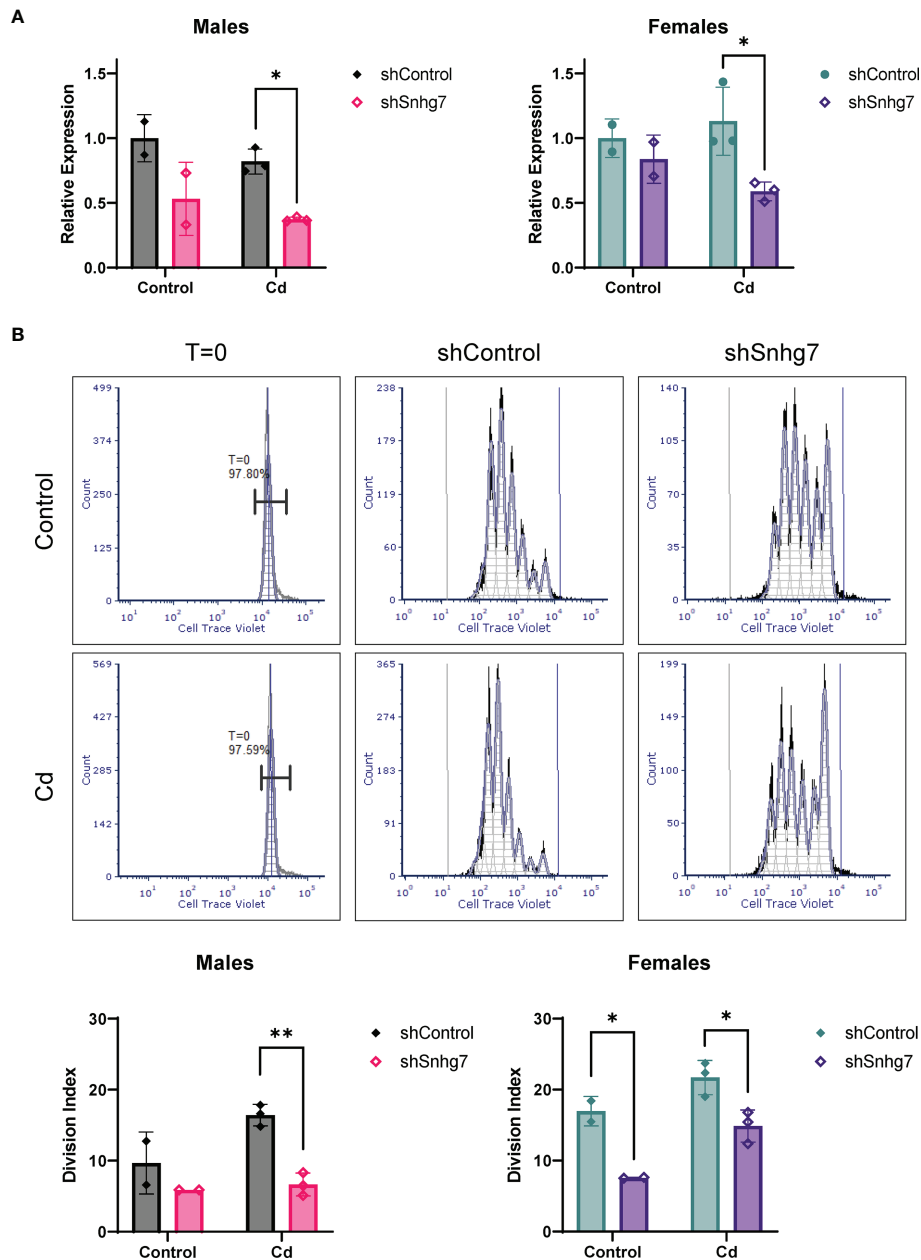 A
Males
Females
Relative Expression
1.5
1.0
0.5
0.0
*
Control
Cd
shControl
shSnhg7
Relative Expression
1.5
1.0
0.5
0.0
*
Control
Cd
shControl
shSnhg7
B
T=0
shControl
shSnhg7
Control
Count
499
374
250
125
0
T=0
97.80%
10¹ 10² 10³ 10⁴ 10⁵
Cell Trace Violet
Count
238
179
119
60
0
10⁰ 10¹ 10² 10³ 10⁴ 10⁵
Cell Trace Violet
Count
140
105
70
35
0
10⁰ 10¹ 10² 10³ 10⁴ 10⁵
Cell Trace Violet
Cd
Count
569
427
285
142
0
T=0
97.59%
10¹ 10² 10³ 10⁴ 10⁵
Cell Trace Violet
Count
365
274
183
91
0
10⁰ 10¹ 10² 10³ 10⁴ 10⁵
Cell Trace Violet
Count
199
149
100
50
0
10⁰ 10¹ 10² 10³ 10⁴ 10⁵
Cell Trace Violet
Males
Females
Division Index
30
20
10
0
**
Control
Cd
shControl
shSnhg7
Division Index
30
20
10
0
*
*
Control
Cd
shControl
shSnhg7